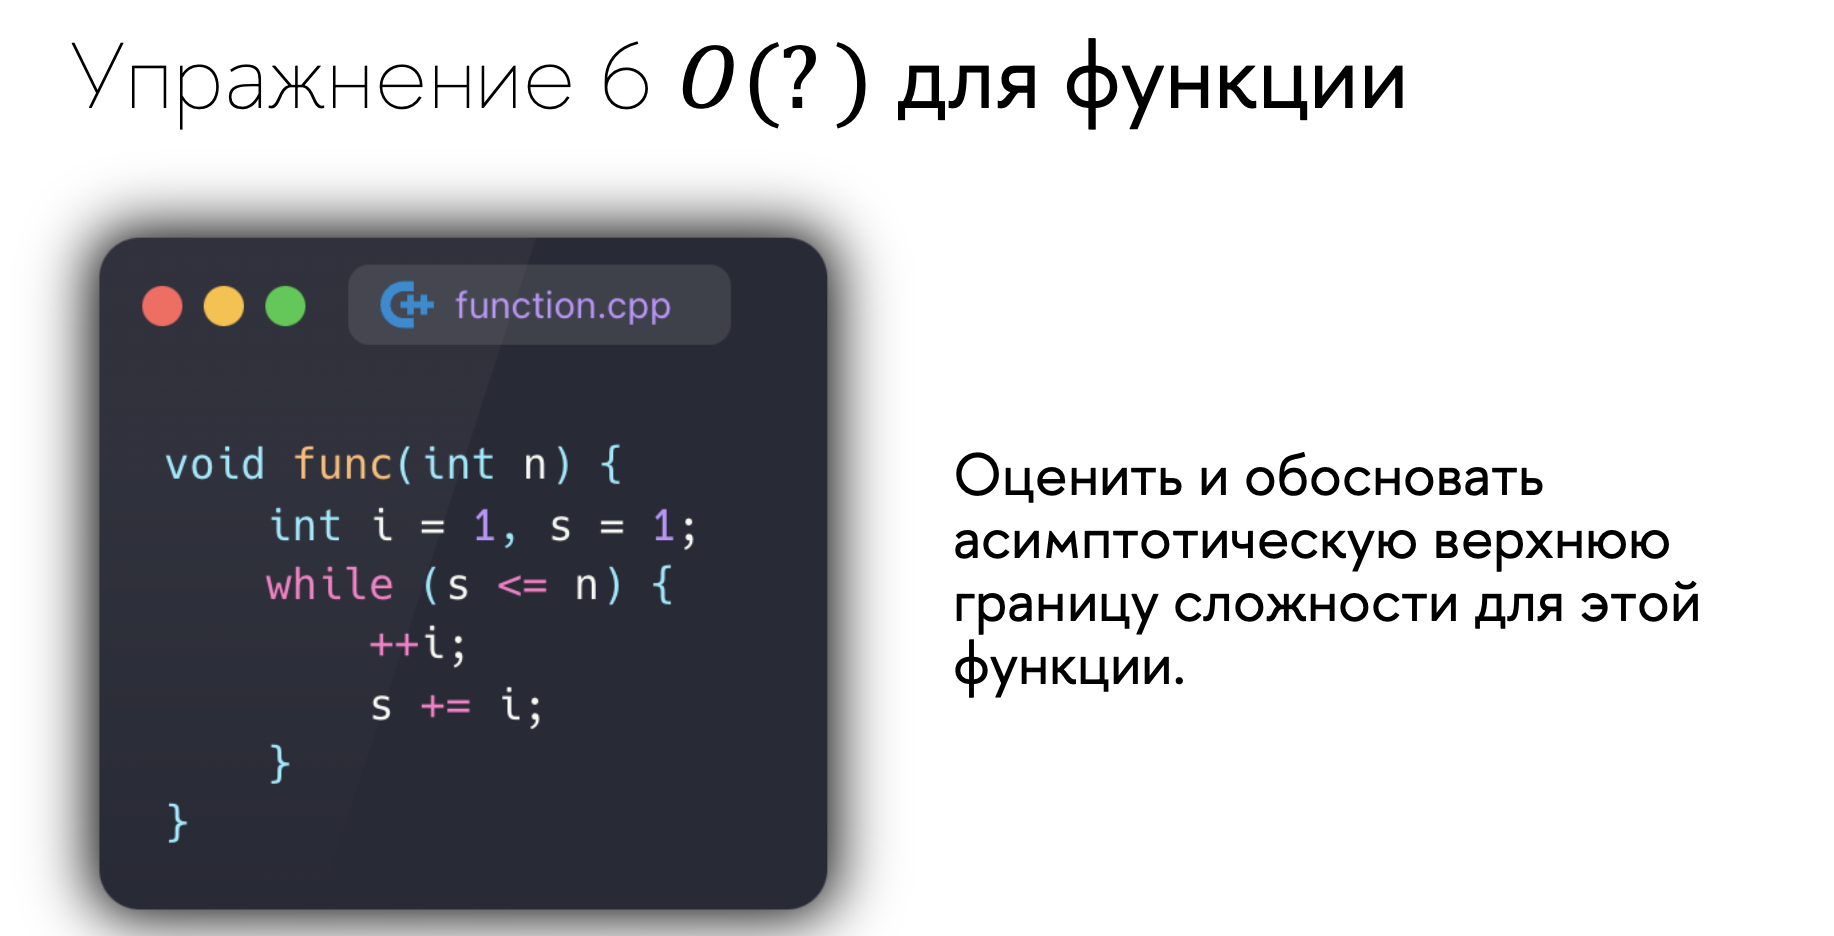 Упражнение 6 O(? ) для функции
function.cpp
void func(int n) {
int i = 1, s = 1;
while (s <= n) {
++i;
s += i;
}
}
Оценить и обосновать
асимптотическую верхнюю
границу сложности для этой
функции.